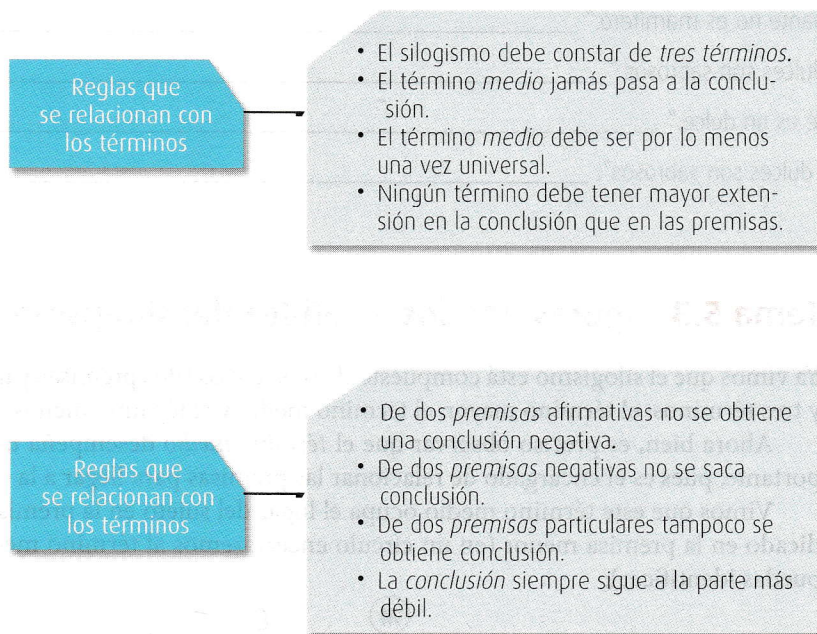 Reglas que
se relacionan con
los términos
• El silogismo debe constar de tres términos.
• El término medio jamás pasa a la conclu-
sión.
• El término medio debe ser por lo menos
una vez universal.
• Ningún término debe tener mayor exten-
sión en la conclusión que en las premisas.
Reglas que
se relacionan con
los términos
• De dos premisas afirmativas no se obtiene
una conclusión negativa.
• De dos premisas negativas no se saca
conclusión.
• De dos premisas particulares tampoco se
obtiene conclusión.
• La conclusión siempre sigue a la parte más
débil.